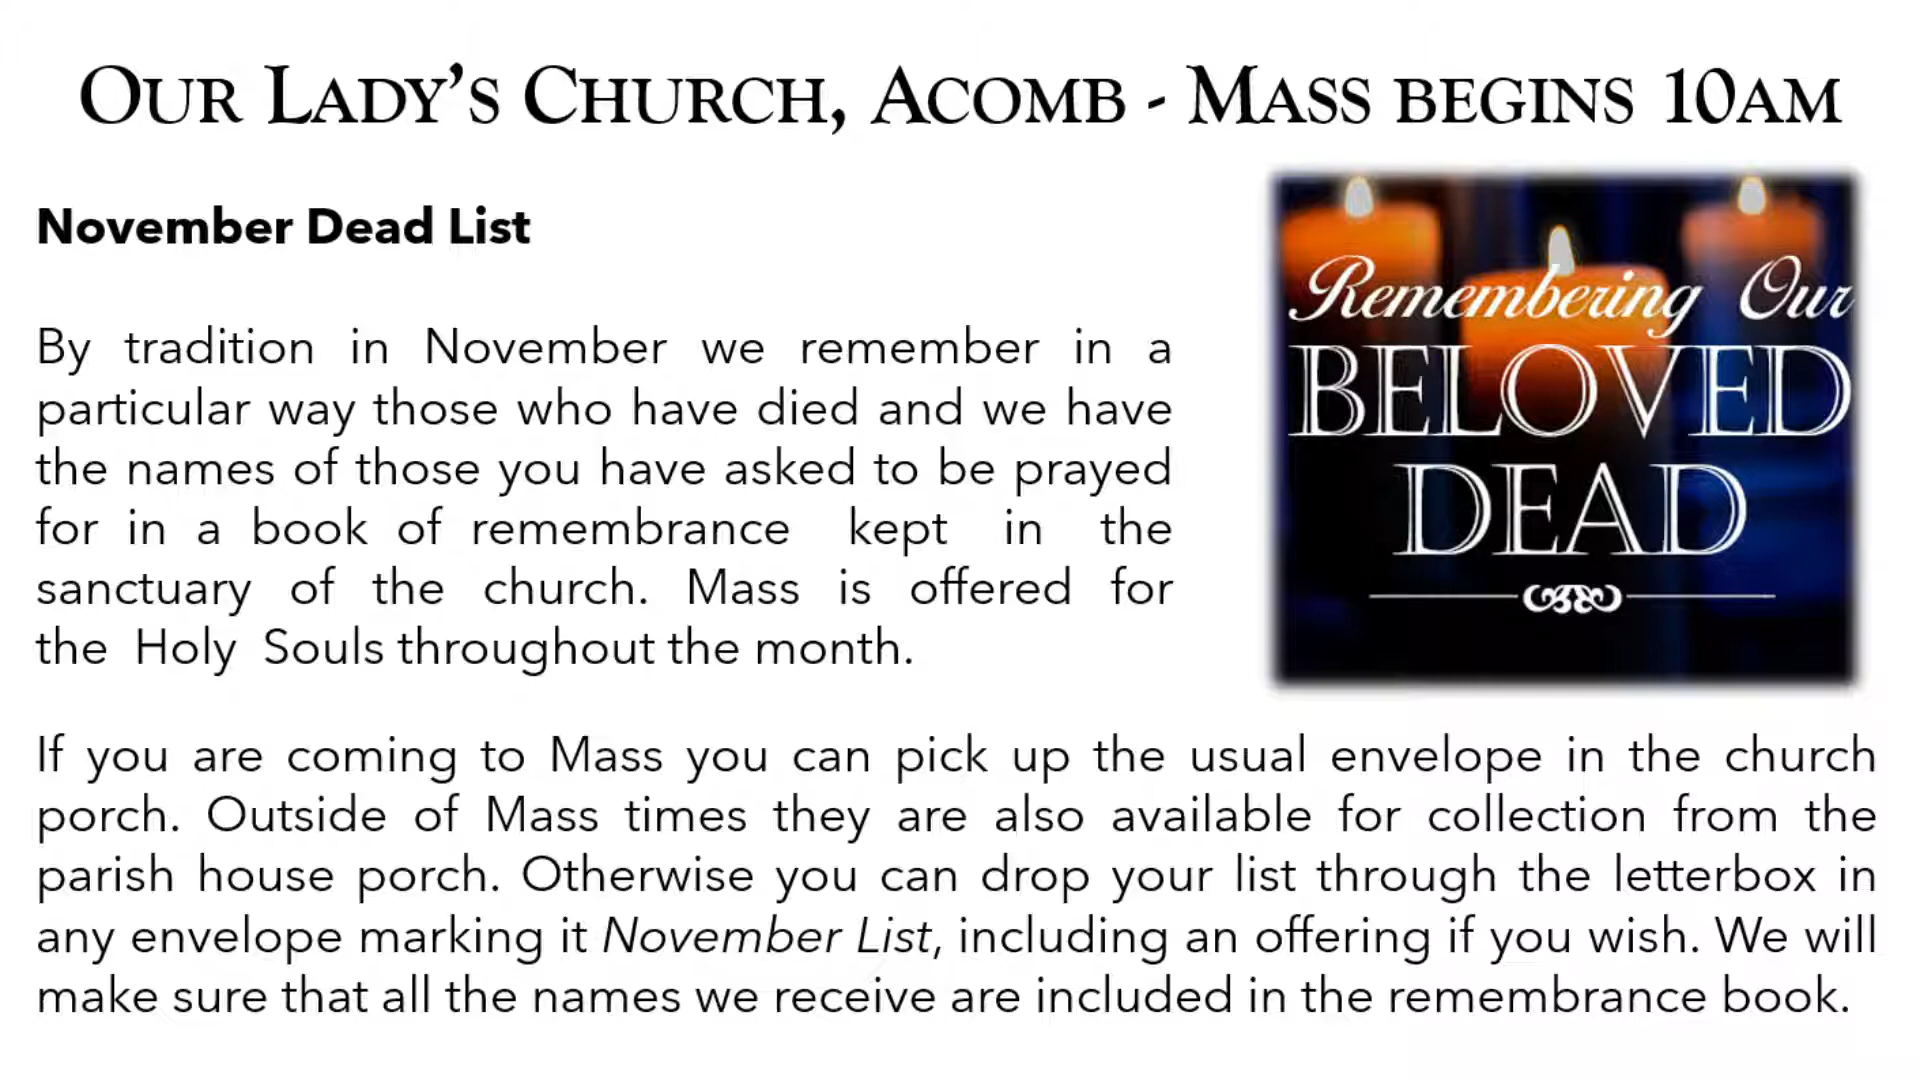 OUR LADY'S CHURCH, ACOMB - MASS BEGINS 10AM
November Dead List
By tradition in November we remember in a
particular way those who have died and we have
the names of those you have asked to be prayed
for in a book of remembrance kept in the
sanctuary of the church. Mass is offered for
the Holy Souls throughout the month.
Remembering Our
BELOVED
DEAD
If you are coming to Mass you can pick up the usual envelope in the church
porch. Outside of Mass times they are also available for collection from the
parish house porch. Otherwise you can drop your list through the letterbox in
any envelope marking it November List, including an offering if you wish. We will
make sure that all the names we receive are included in the remembrance book.